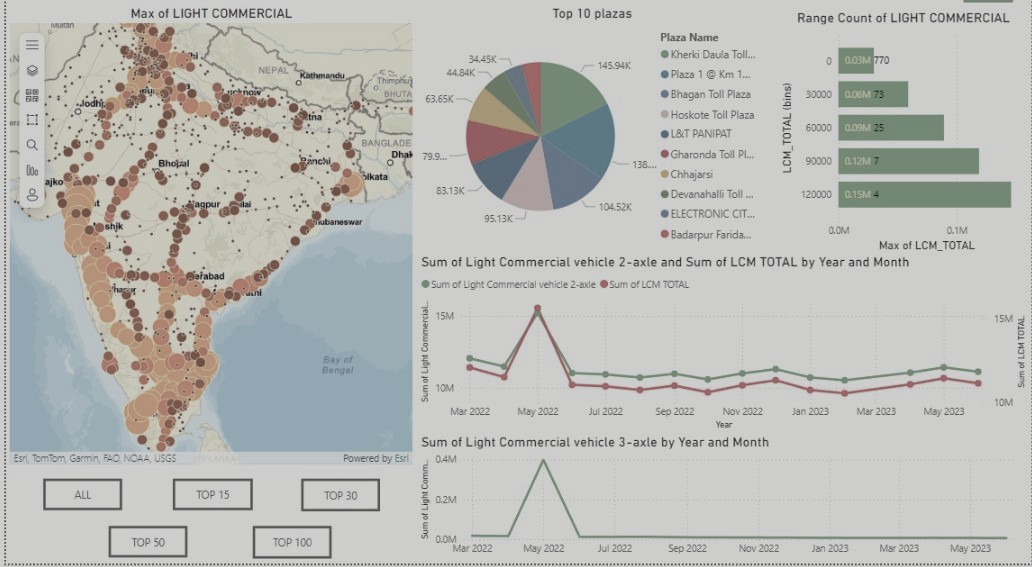 Max of LIGHT COMMERCIAL
Multan
NEPAL
Kathmandu
Thimphu
BHUTA
Jodh
cknow
tna
BANGLADE
Dhak
Bhopal
Ranchi
olkata
ajko
agpur
ilai
nubaneswar
shik
erabad
hapur
Bay of
Bengal
Esri, TomTom, Garmin, FAO, NOAA, USGS
SRI LANKA
Powered by Esri
ALL
TOP 15
TOP 30
TOP 50
TOP 100
Top 10 plazas
145.94K
138....
104.52K
95.13K
83.13K
79.9...
63.65K
44.84K
34.45K
Plaza Name
Kherki Daula Toll...
Plaza 1 @ Km 1...
Bhagan Toll Plaza
Hoskote Toll Plaza
L&T PANIPAT
Gharonda Toll Pl...
Chhajarsi
Devanahalli Toll ...
ELECTRONIC CIT...
Badarpur Farida...
Range Count of LIGHT COMMERCIAL
LCM_TOTAL (bins)
0 0.03M 770
30000 0.06M 73
60000 0.09M 25
90000 0.12M 7
120000 0.15M 4
0.0M 0.1M
Max of LCM_TOTAL
Sum of Light Commercial vehicle 2-axle and Sum of LCM TOTAL by Year and Month
Sum of Light Commercial vehicle 2-axle Sum of LCM TOTAL
Sum of Light Commercial...
15M
10M
15M
10M
Sum of LCM TOTAL
Mar 2022 May 2022 Jul 2022 Sep 2022 Nov 2022 Jan 2023 Mar 2023 May 2023
Year
Sum of Light Commercial vehicle 3-axle by Year and Month
Sum of Light Comm...
0.4M
0.2M
0.0M
Mar 2022 May 2022 Jul 2022 Sep 2022 Nov 2022 Jan 2023 Mar 2023 May 2023